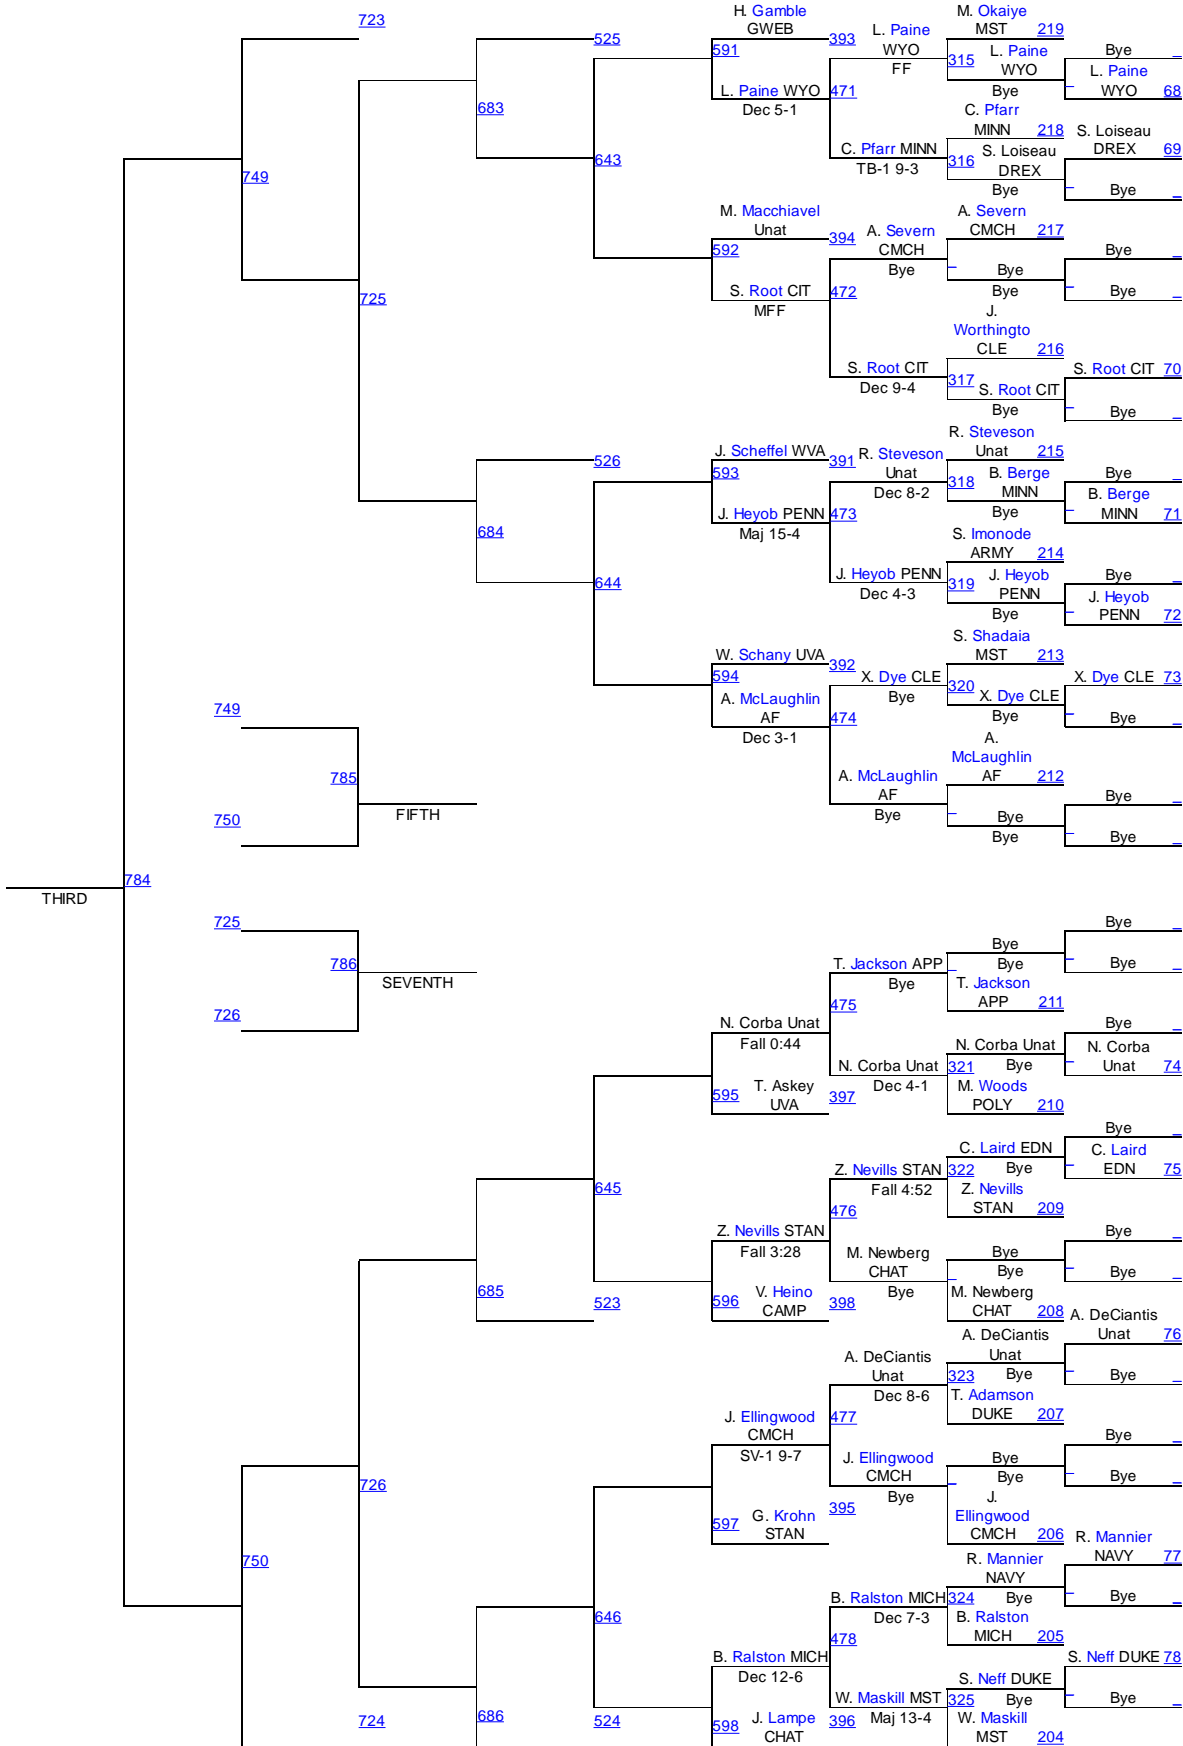 H. Gamble
GWEB
M. Okaiye
MST 219
723
525
393
L. Paine
WYO
FF
591
315
L. Paine
WYO
Bye
Bye _
L. Paine
WYO 68
_
L. Paine WYO
Dec 5-1
471
683
C. Pfarr
MINN 218
S. Loiseau
DREX 69
C. Pfarr MINN
TB-1 9-3
316
S. Loiseau
DREX
Bye
_
Bye _
643
749
M. Macchiavel
Unat
394
A. Severn
CMCH
Bye
A. Severn
CMCH 217
592
Bye _
_
Bye
Bye
_
Bye _
S. Root CIT
MFF
472
725
J.
Worthingto
CLE 216
S. Root CIT
Dec 9-4
317
S. Root CIT
Bye
S. Root CIT 70
_
Bye _
R. Steveson
Unat 215
526
J. Scheffel WVA
391
R. Steveson
Unat
Dec 8-2
593
318
B. Berge
MINN
Bye
Bye _
_
B. Berge
MINN 71
J. Heyob PENN
Maj 15-4
473
684
S. Imonode
ARMY 214
J. Heyob PENN
Dec 4-3
319
J. Heyob
PENN
Bye
Bye _
_
J. Heyob
PENN 72
644
S. Shadaia
MST 213
W. Schany UVA
392
X. Dye CLE
Bye
594
320
X. Dye CLE
Bye
X. Dye CLE 73
_
Bye _
A. McLaughlin
AF
Dec 3-1
474
749
A.
McLaughlin
AF 212
A. McLaughlin
AF
Bye
785
_
Bye
Bye
Bye _
_
Bye _
FIFTH
750
784
THIRD
725
786
SEVENTH
726
Bye _
Bye
Bye
_
Bye _
T. Jackson APP
Bye
_
T. Jackson
APP 211
475
N. Corba Unat
Fall 0:44
Bye _
N. Corba Unat
_
N. Corba
Unat 74
N. Corba Unat
Dec 4-1
321
Bye
M. Woods
POLY 210
595
T. Askey
UVA
397
Bye _
C. Laird EDN
_
C. Laird
EDN 75
Z. Nevills STAN
Fall 4:52
322
Bye
Z. Nevills
STAN 209
645
476
Z. Nevills STAN
Fall 3:28
Bye _
M. Newberg
CHAT
Bye
Bye
_
Bye
_
Bye _
M. Newberg
CHAT 208
685
523
596
V. Heino
CAMP
398
A. DeCiantis
Unat 76
A. DeCiantis
Unat
A. DeCiantis
Unat
Dec 8-6
323
Bye
_
Bye _
T. Adamson
DUKE 207
J. Ellingwood
CMCH
SV-1 9-7
477
Bye _
J. Ellingwood
CMCH
Bye
Bye
_
Bye
_
Bye _
J.
Ellingwood
CMCH 206
726
597
G. Krohn
STAN
395
R. Mannier
NAVY 77
750
R. Mannier
NAVY
B. Ralston MICH
Dec 7-3
324
Bye
_
Bye _
B. Ralston
MICH 205
646
478
B. Ralston MICH
Dec 12-6
S. Neff DUKE 78
S. Neff DUKE
W. Maskill MST
Maj 13-4
325
Bye
_
Bye _
W. Maskill
MST 204
724
686
524
598
J. Lampe
CHAT
396